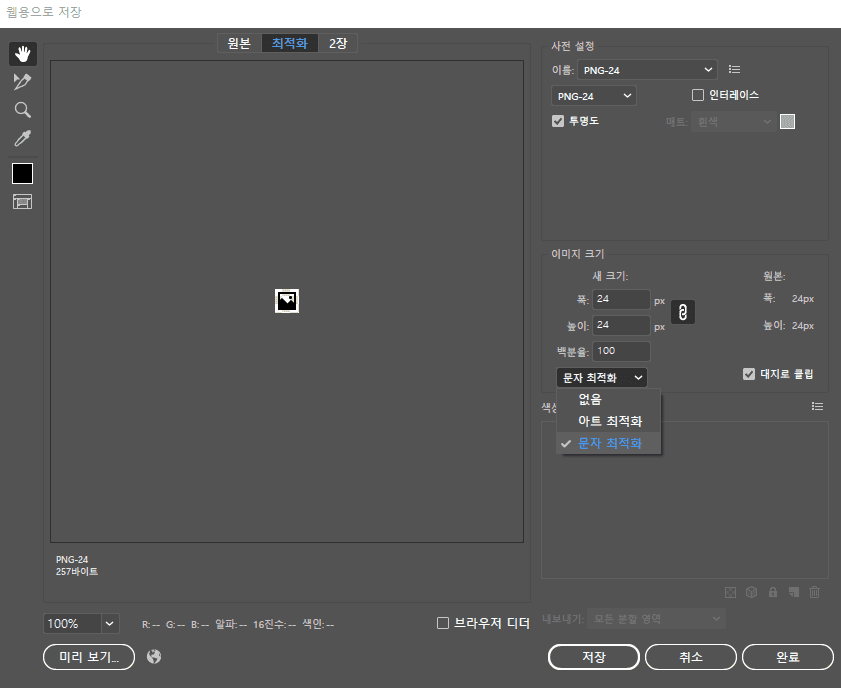 웹용으로 저장
원본
최적화
2장
사전 설정
이름:
PNG-24
PNG-24
인터레이스
투명도
매트:
흰색
이미지 크기
새 크기:
원본:
폭:
24
px
폭:
24px
높이:
24
px
높이:
24px
백분율:
100
문자 최적화
대지로 클립
색상
없음
아트 최적화
문자 최적화
PNG-24
257바이트
100%
R: --
G: --
B: --
알파: --
16진수: --
색인: --
브라우저 디더
내보내기:
모든 분할 영역
미리 보기...
저장
취소
완료